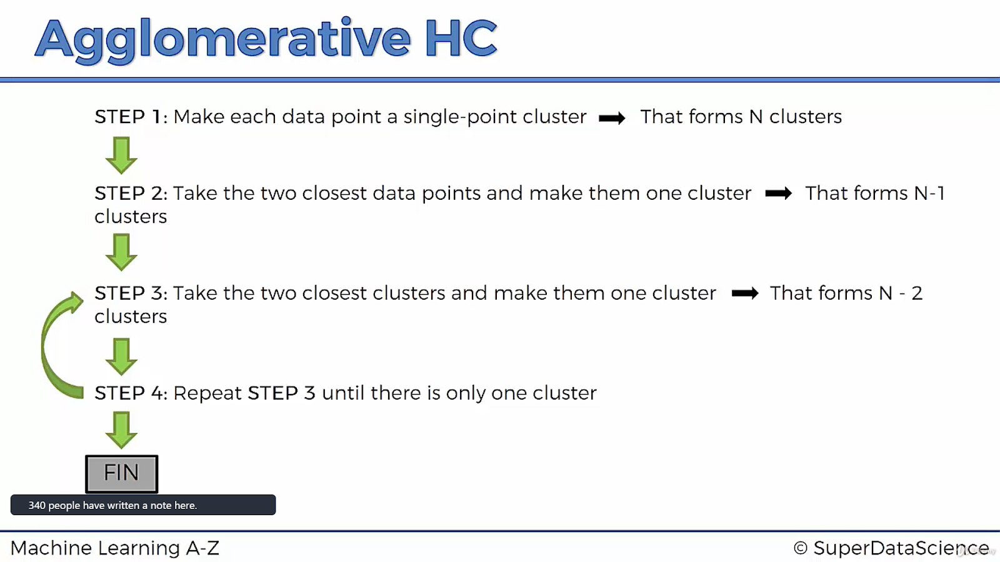 Agglomerative HC
STEP 1: Make each data point a single-point cluster ➡ That forms N clusters
STEP 2: Take the two closest data points and make them one cluster ➡ That forms N-1
clusters
STEP 3: Take the two closest clusters and make them one cluster ➡ That forms N - 2
clusters
STEP 4: Repeat STEP 3 until there is only one cluster
FIN
340 people have written a note here.
Machine Learning A-Z
© SuperDataScience